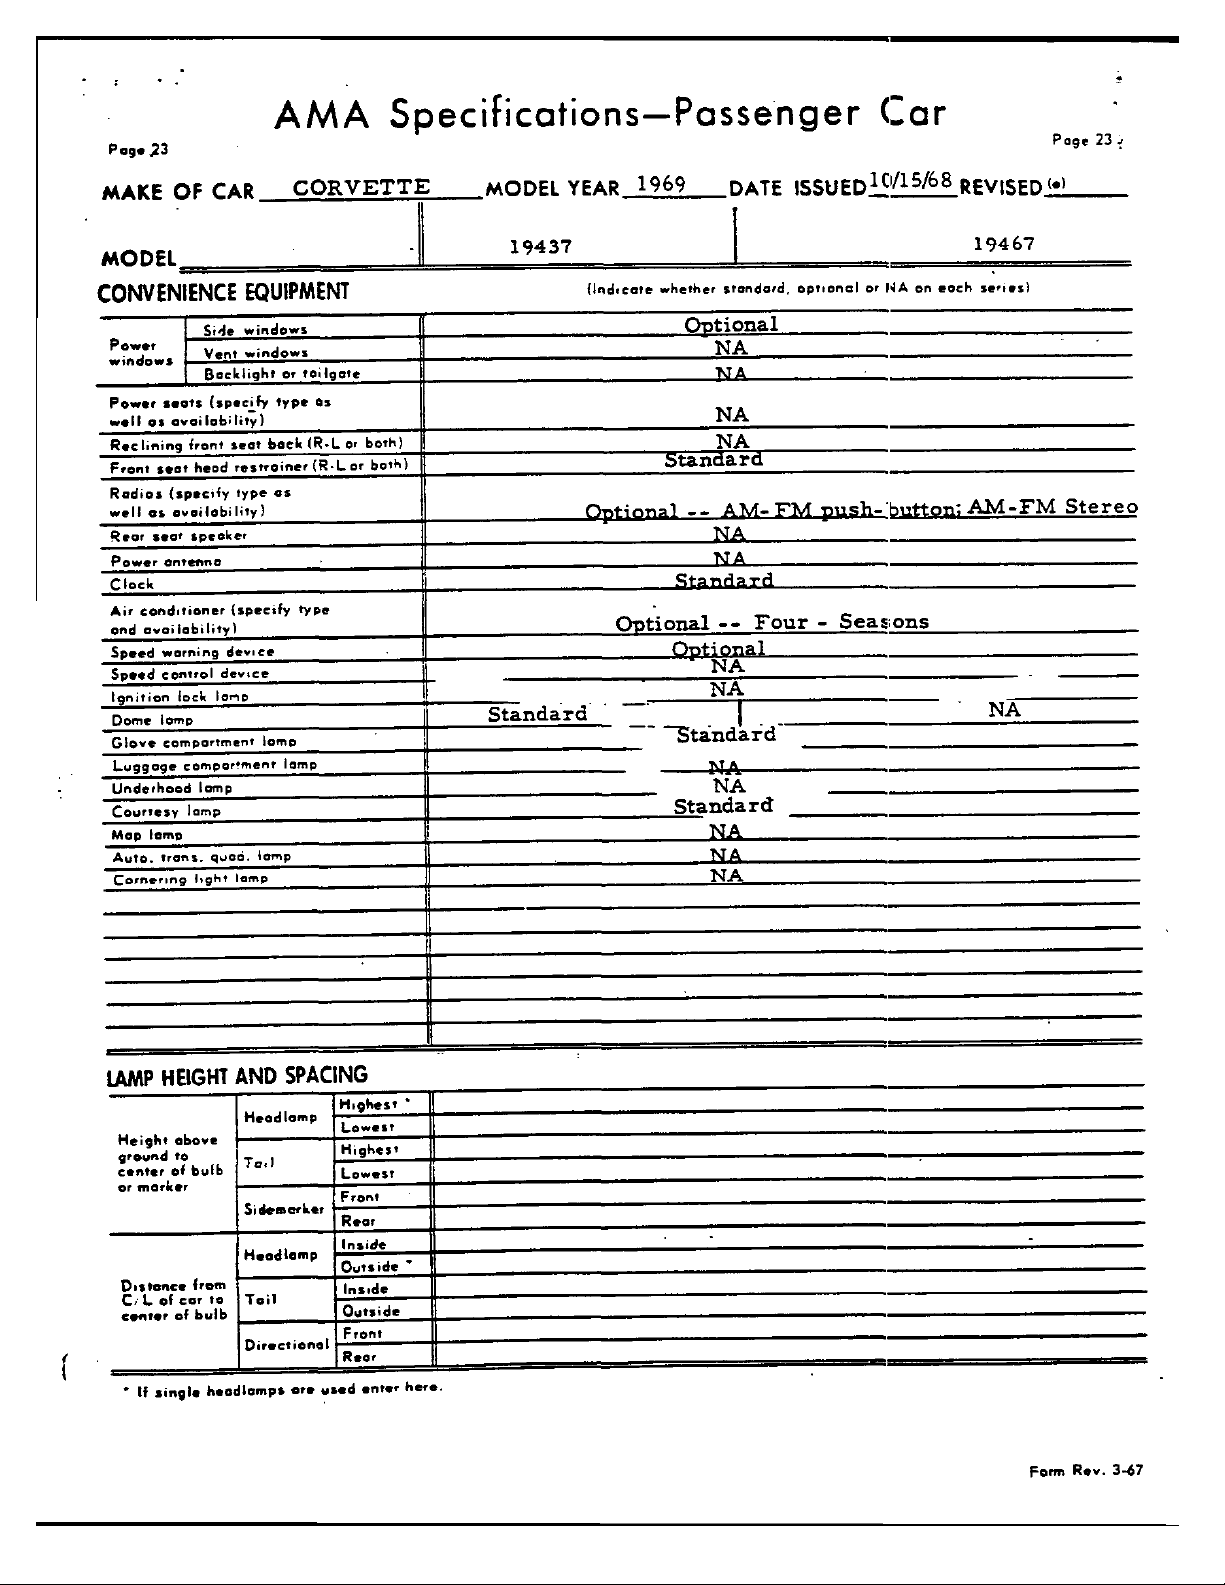 AMA Specifications—Passenger Car
Page 23
Page 23
MAKE OF CAR CORVETTE MODEL YEAR 1969 DATE ISSUED 10/15/68 REVISED (•)
MODEL 19437 19467
CONVENIENCE EQUIPMENT (Indicate whether standard, optional or NA on each series)
Power windows
Side windows Optional
Vent windows NA
Backlight or tailgate NA
Power seats (specify type as
well as availability) NA
Reclining front seat back (R-L or both) NA
Front seat head restrainer (R-L or both) Standard
Radios (specify type as
well as availability) Optional -- AM-FM push-button; AM-FM Stereo
Rear seat speaker NA
Power antenna NA
Clock Standard
Air conditioner (specify type
and availability) Optional -- Four - Seasons
Speed warning device Optional
Speed control device NA
Ignition lock lamp NA
Dome lamp Standard NA
Glove compartment lamp Standard
Luggage compartment lamp NA
Underhood lamp NA
Courtesy lamp Standard
Map lamp NA
Auto. trans. quad. lamp NA
Cornering light lamp NA
LAMP HEIGHT AND SPACING
Height above
ground to
center of bulb
or marker
Headlamp Highest *
Lowest
Tail Highest
Lowest
Sidemarker Front
Rear
Distance from
C/L of car to
center of bulb
Headlamp Inside
Outside *
Tail Inside
Outside
Directional Front
Rear
* If single headlamps are used enter here.
Form Rev. 3-67